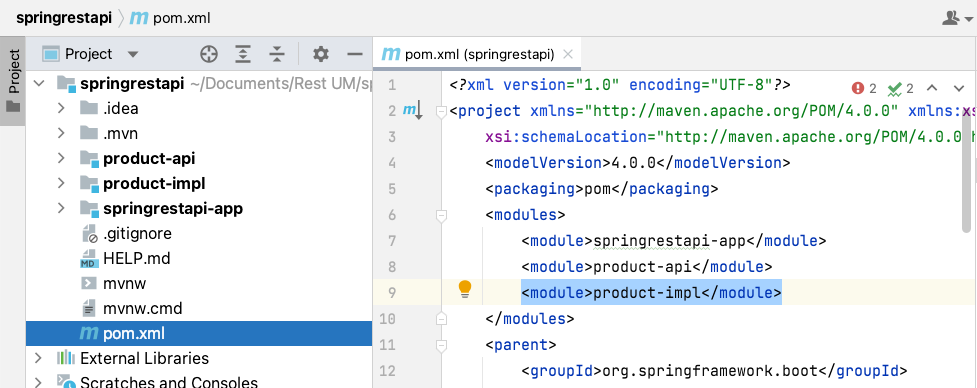 springrestapi pom.xml
Project
Project
springrestapi ~/Documents/Rest UM/sp
.idea
.mvn
product-api
product-impl
springrestapi-app
.gitignore
HELP.md
mvnw
mvnw.cmd
pom.xml
External Libraries
Scratches and Consoles
pom.xml (springrestapi)
2 2
1 <?xml version="1.0" encoding="UTF-8"?>
2 <project xmlns="http://maven.apache.org/POM/4.0.0" xmlns:xs
3 xsi:schemaLocation="http://maven.apache.org/POM/4.0.0 h
4 <modelVersion>4.0.0</modelVersion>
5 <packaging>pom</packaging>
6 <modules>
7 <module>springrestapi-app</module>
8 <module>product-api</module>
9 <module>product-impl</module>
10 </modules>
11 <parent>
12 <groupId>org.springframework.boot</groupId>